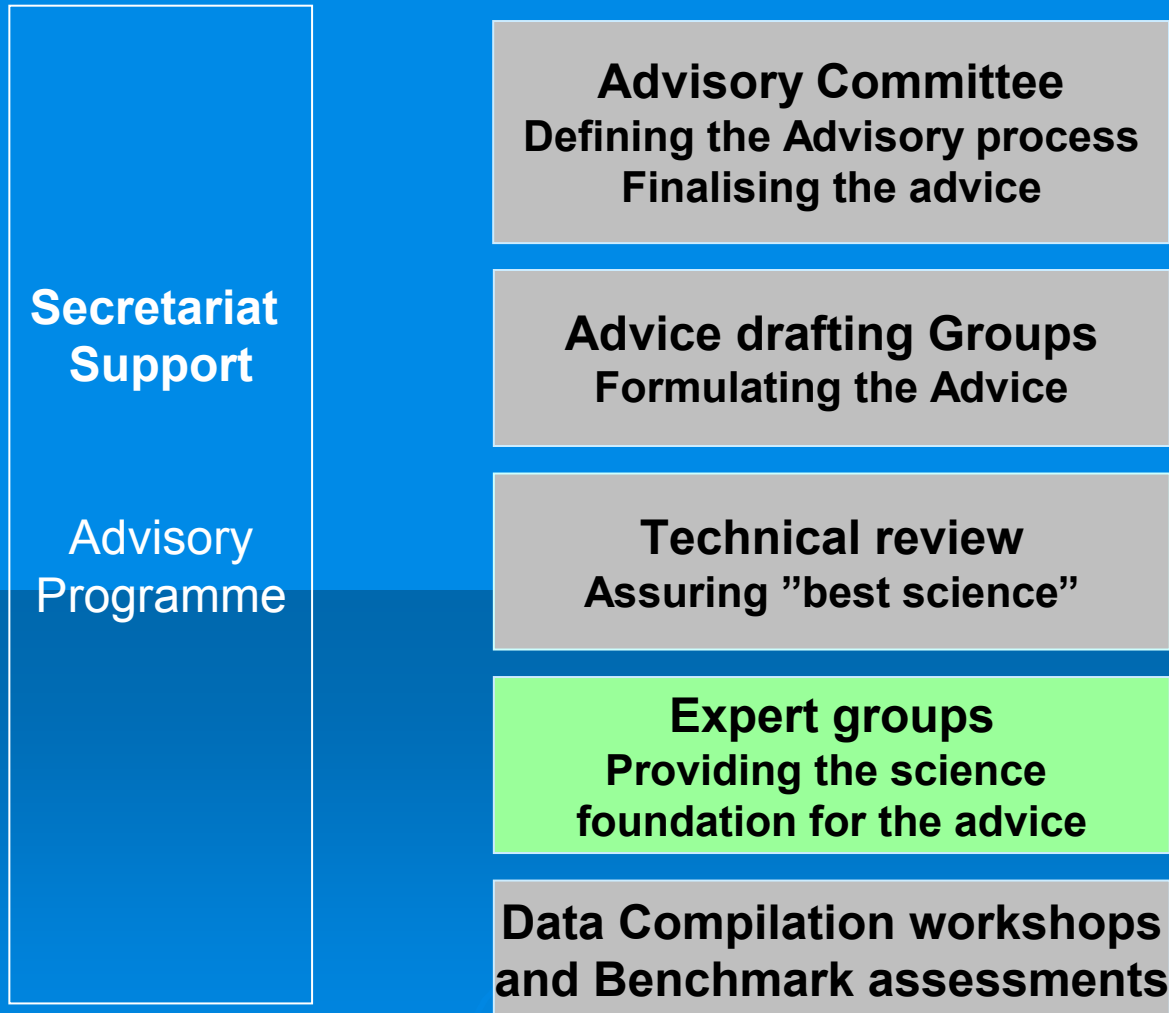 Secretariat
Support
Advisory
Programme
Advisory Committee
Defining the Advisory process
Finalising the advice
Advice drafting Groups
Formulating the Advice
Technical review
Assuring ”best science”
Expert groups
Providing the science
foundation for the advice
Data Compilation workshops
and Benchmark assessments